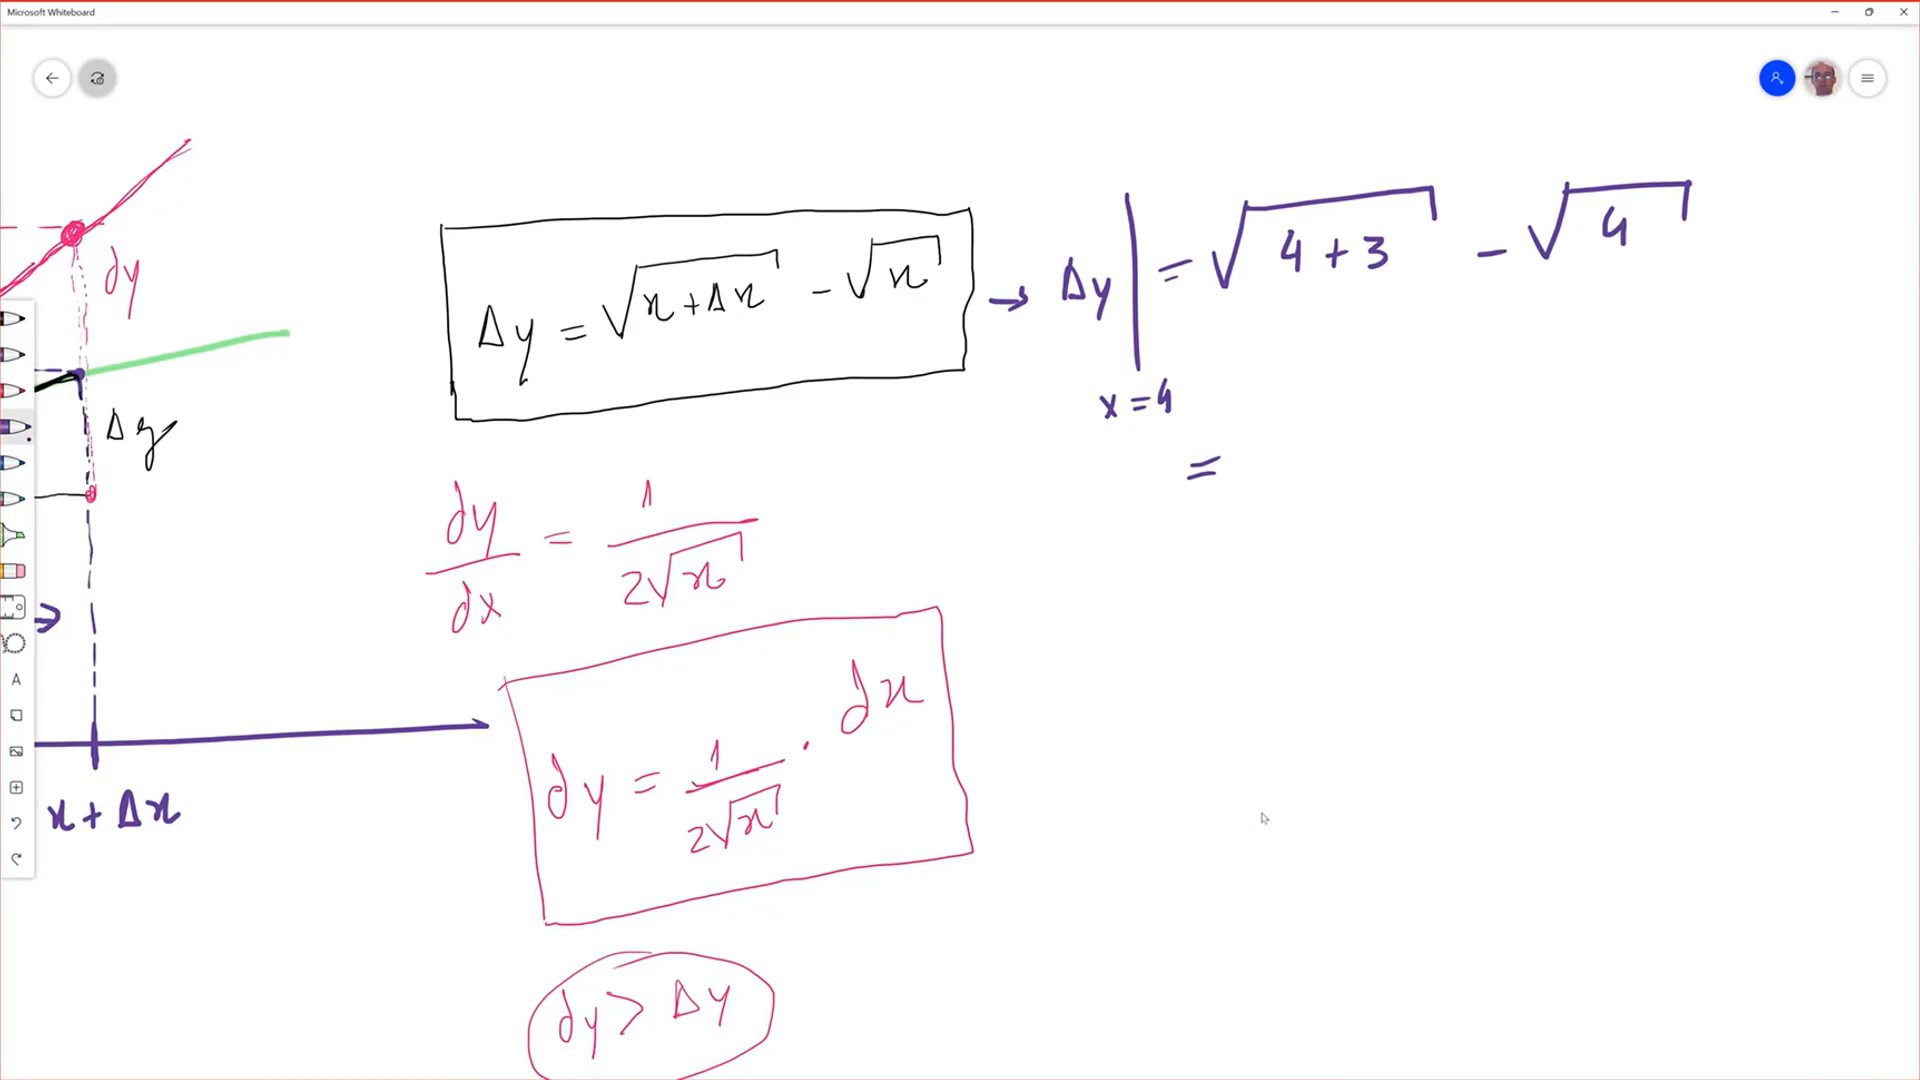 Microsoft Whiteboard
dy
Δy
x + Δx
Δy = √(x+Δx) − √x
→ Δy | x=4 = √(4+3) − √4
=
dy/dx = 1/(2√x)
dy = 1/(2√x) · dx
dy > Δy
A